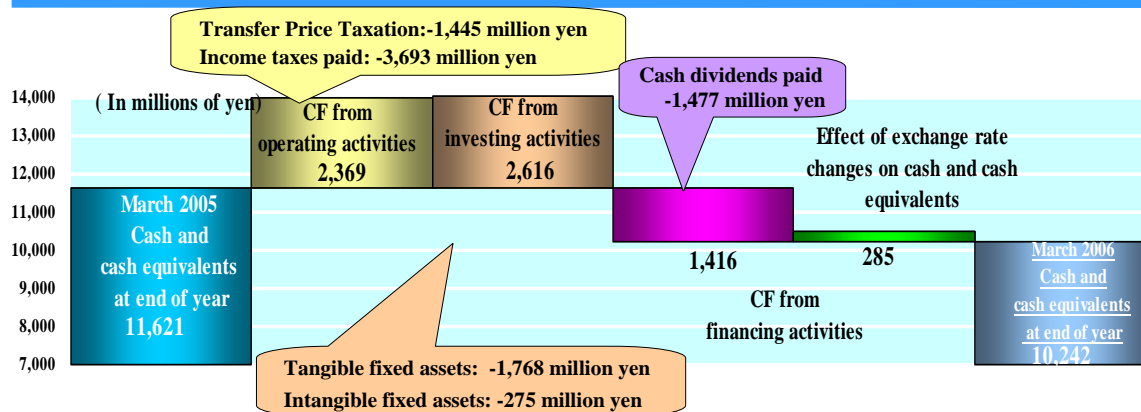 Transfer Price Taxation:-1,445 million yen
Income taxes paid: -3,693 million yen
Cash dividends paid
-1,477 million yen
( In millions of yen)
14,000
13,000
12,000
11,000
10,000
9,000
8,000
7,000
CF from
operating activities
2,369
CF from
investing activities
2,616
Effect of exchange rate
changes on cash and cash
equivalents
March 2005
Cash and
cash equivalents
at end of year
11,621
1,416
285
CF from
financing activities
March 2006
Cash and
cash equivalents
at end of year
10,242
Tangible fixed assets: -1,768 million yen
Intangible fixed assets: -275 million yen